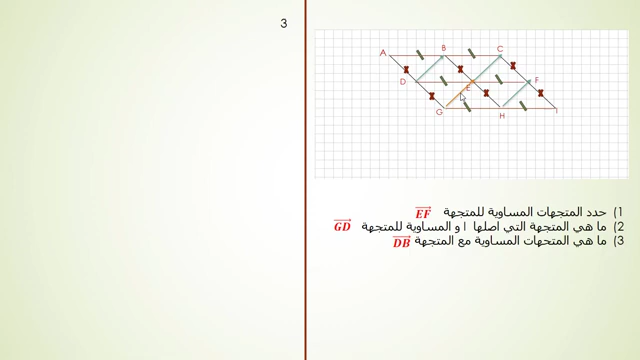 3
A B C
D E F
G H I
1) حدد المتجهات المساوية للمتجهة EF
2) ما هي المتجهة التي اصلها I و المساوية للمتجهة GD
3) ما هي المتجهات المساوية مع المتجهة DB